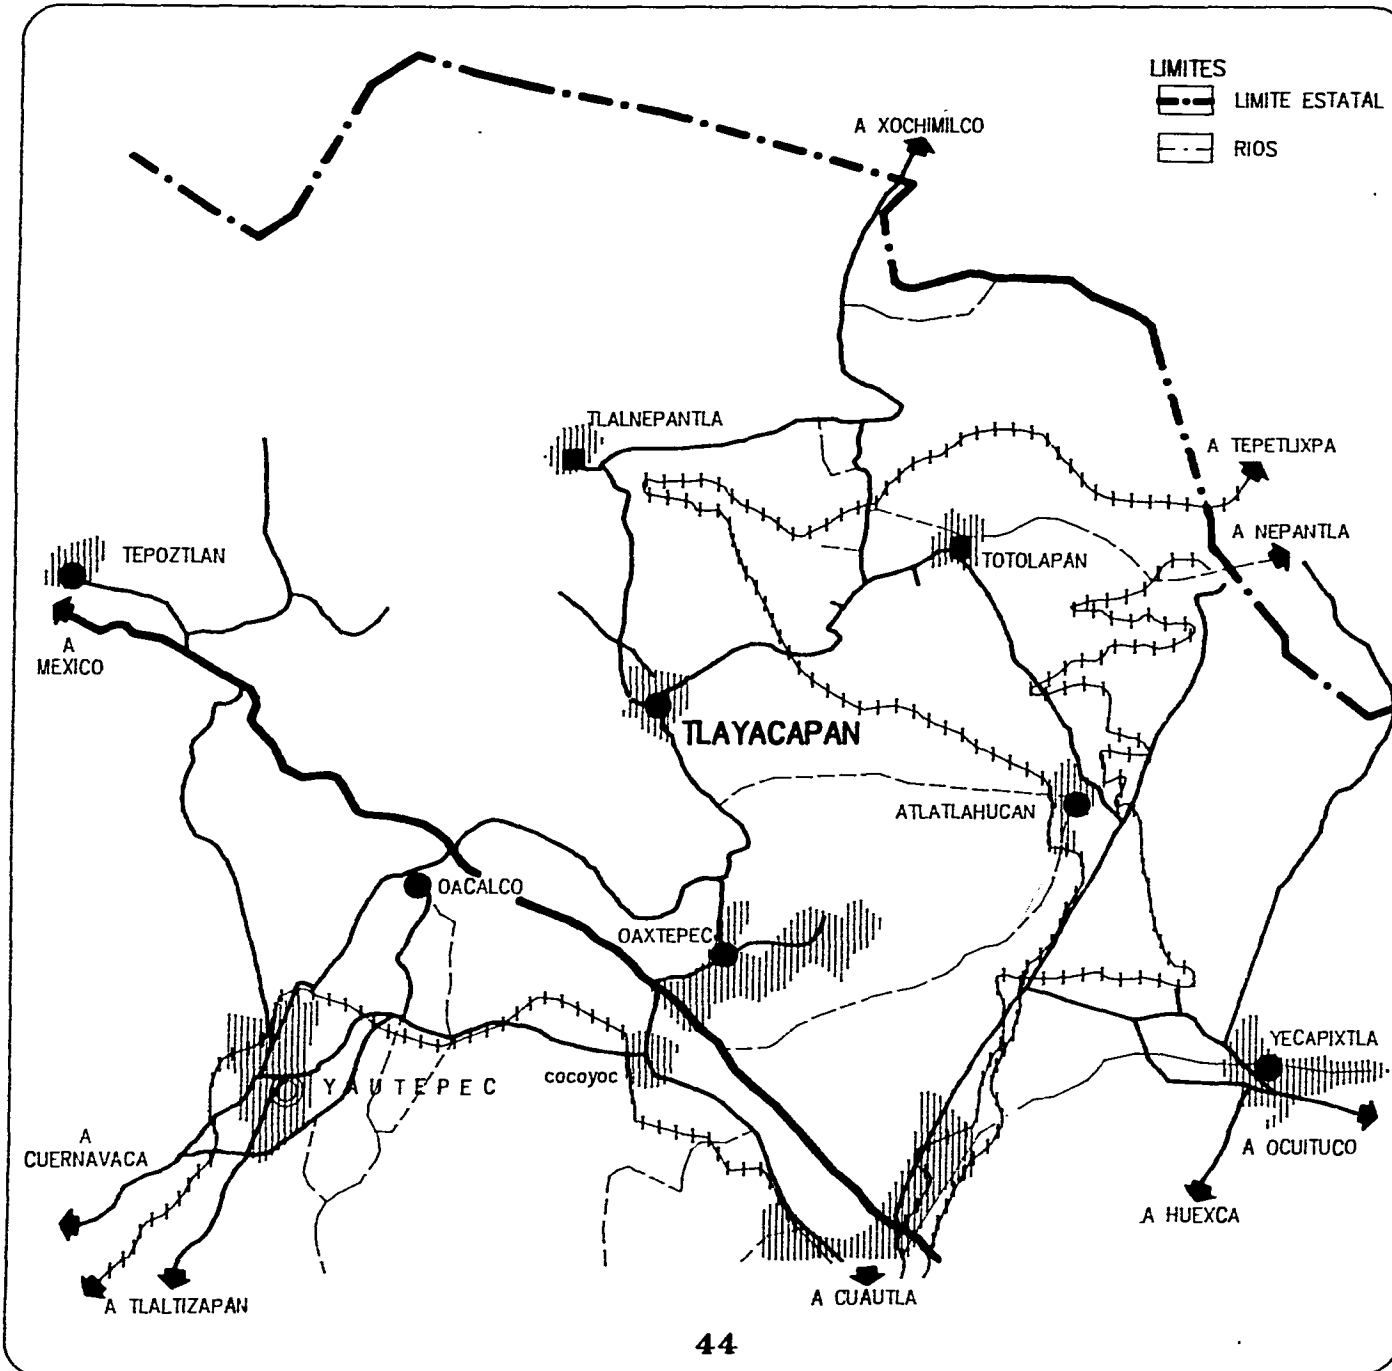 LIMITES
LIMITE ESTATAL
RIOS
A XOCHIMILCO
TLALNEPANTLA
A TEPETLIXPA
A NEPANTLA
TEPOZTLAN
TOTOLAPAN
A
MEXICO
TLAYACAPAN
ATLATLAHUCAN
OaCALCO
OAXTEPEC
YECAPIXTLA
cocoyoc
YAUTEPEC
A
CUERNAVACA
A OCUITUCO
A HUEXCA
A TLALTIZAPAN
A CUAUTLA
44